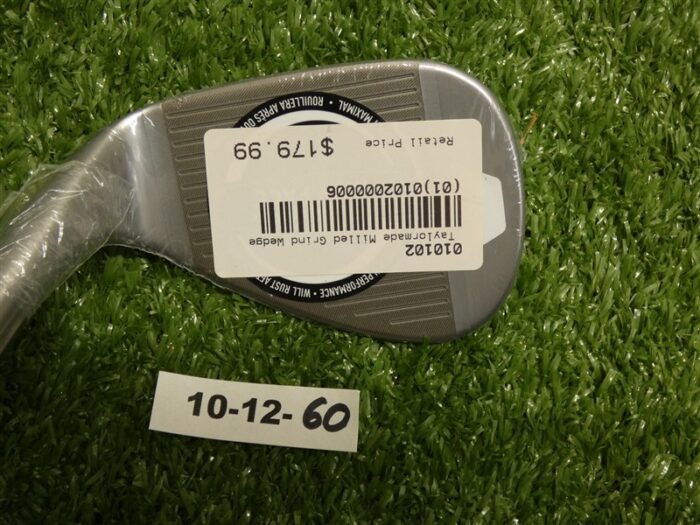 MAXIMAL • ROUILLERA APRÈS
010102
Taylormade Milled Grind Wedge
(01)0102000006
Retail Price
$179.99
PERFORMANCE • WILL RUST
10-12-60